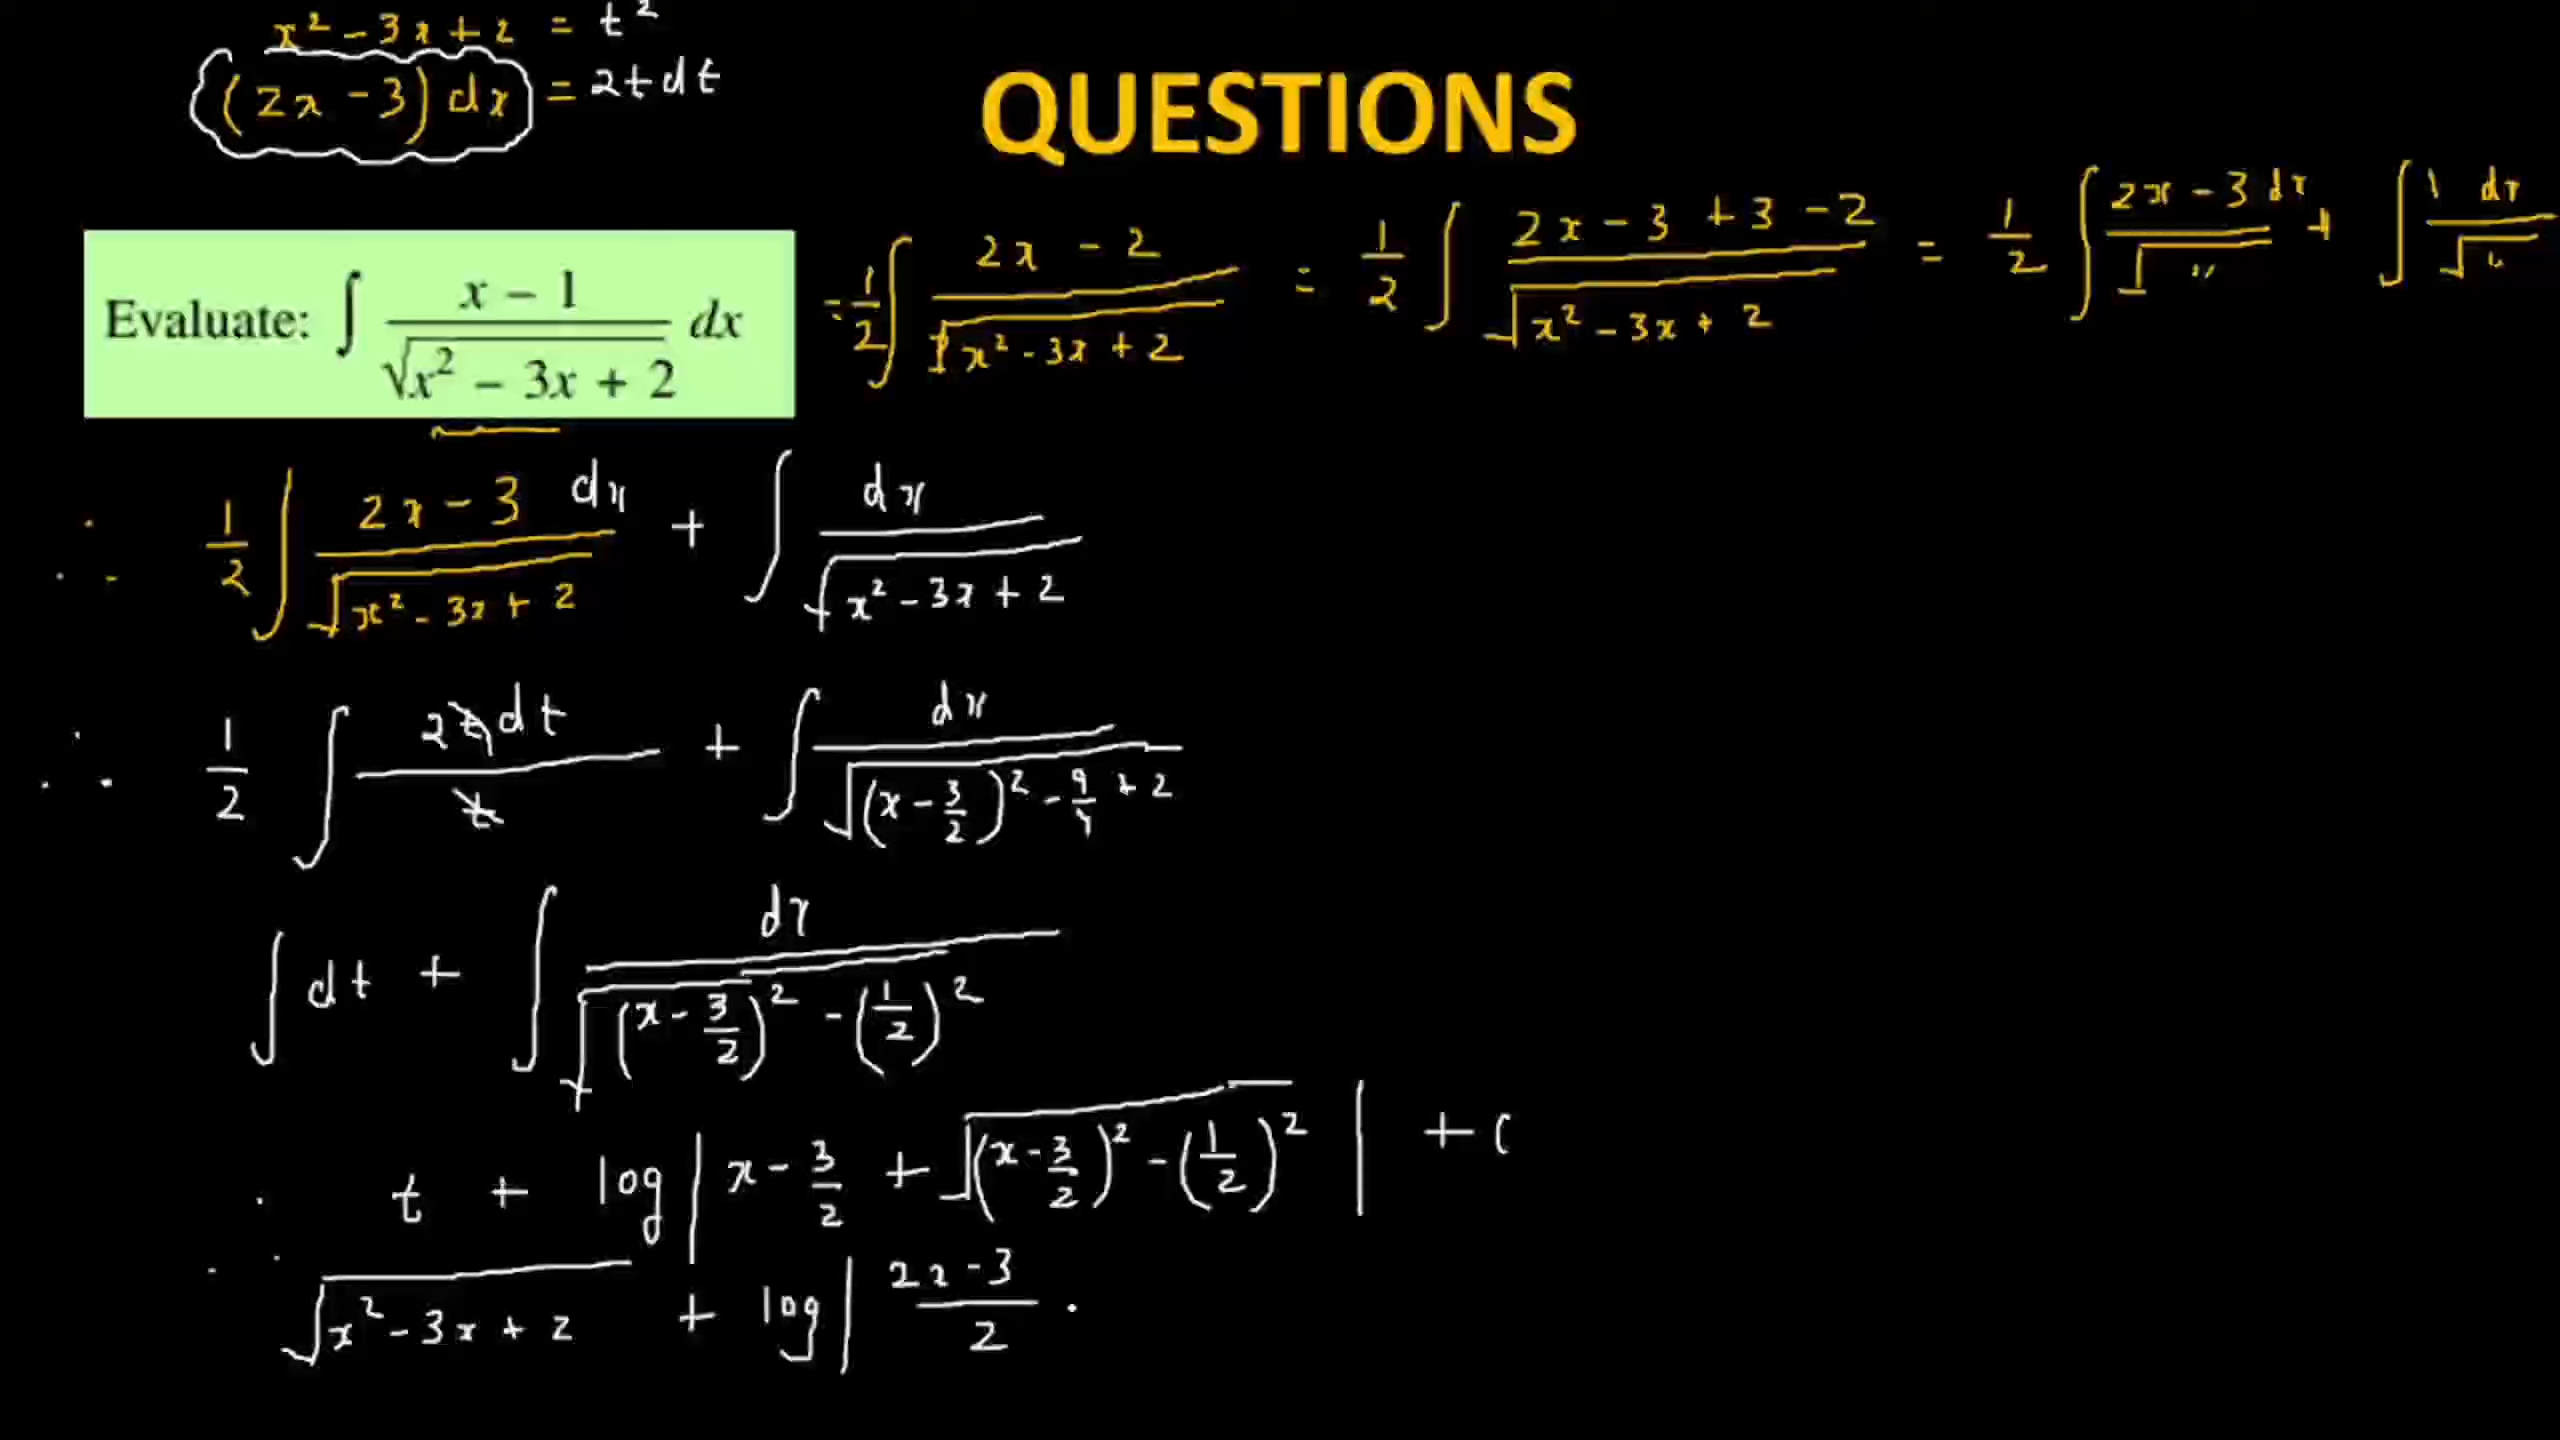 x² - 3x + 2 = t²
(2x - 3) dx = 2t dt
QUESTIONS
Evaluate: ∫ (x - 1)/√(x² - 3x + 2) dx = 1/2 ∫ (2x - 2)/√(x² - 3x + 2) = 1/2 ∫ (2x - 3 + 3 - 2)/√(x² - 3x + 2) = 1/2 ∫ (2x - 3 dx)/√(") + ∫ (1 dx)/√(")
∴ 1/2 ∫ (2x - 3)/√(x² - 3x + 2) dx + ∫ dx/√(x² - 3x + 2)
∴ 1/2 ∫ 2t dt/t + ∫ dx/√((x - 3/2)² - 9/4 + 2)
∫ dt + ∫ dx/√((x - 3/2)² - (1/2)²)
∴ t + log | x - 3/2 + √((x - 3/2)² - (1/2)²) | + c
√(x² - 3x + 2) + log | (2x - 3)/2